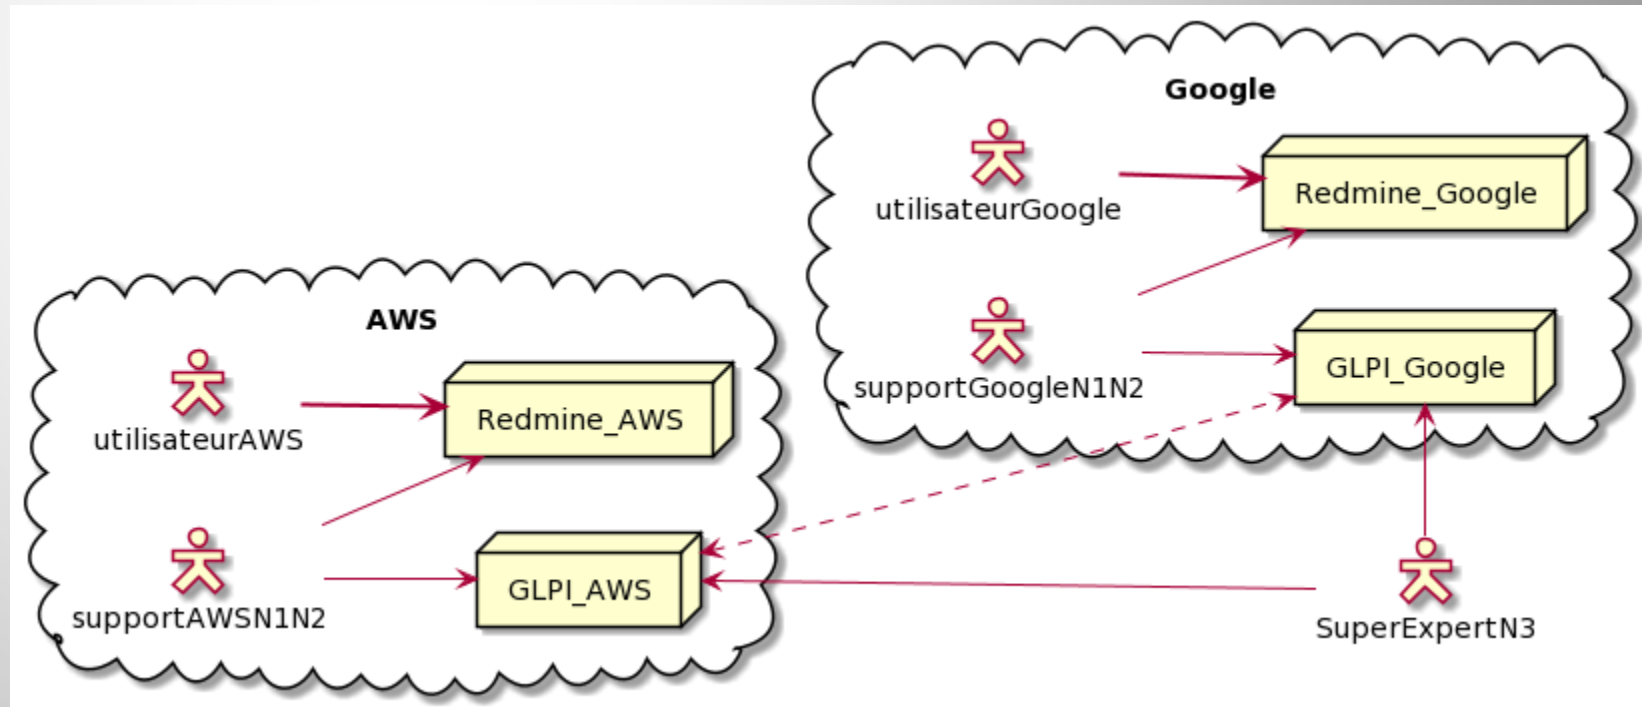 Google
utilisateurGoogle
Redmine_Google
supportGoogleN1N2
GLPI_Google
AWS
utilisateurAWS
Redmine_AWS
supportAWSN1N2
GLPI_AWS
SuperExpertN3